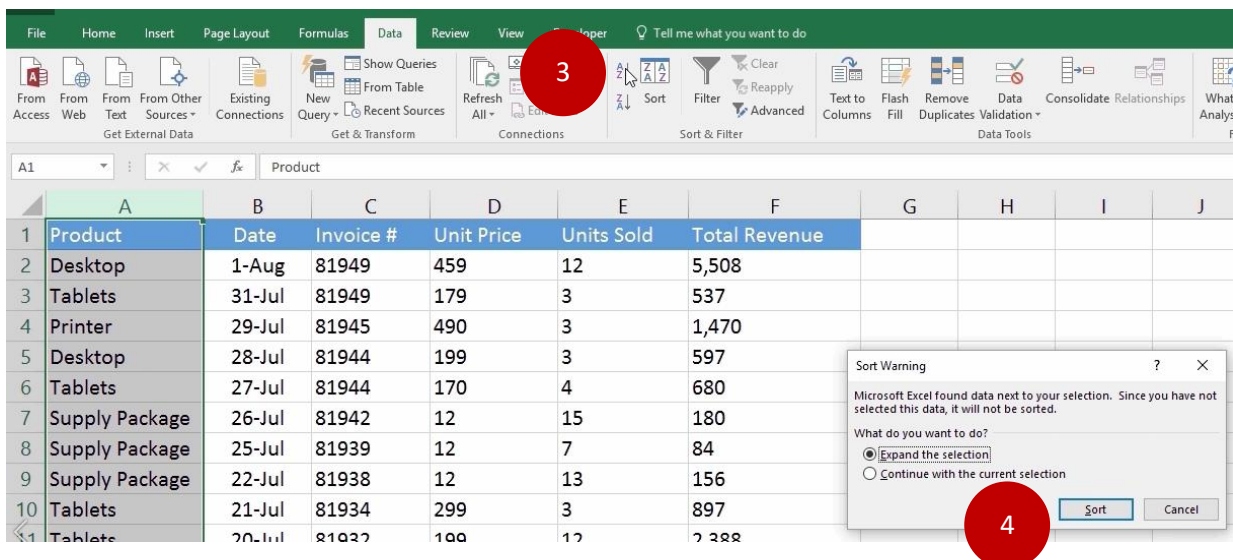 File Home Insert Page Layout Formulas Data Review View Tell me what you want to do
3
From Access From Web From Text From Other Sources
Get External Data
Existing Connections
New Query Show Queries From Table Recent Sources
Get & Transform
Refresh All
Connections
A Z Z A Sort Filter Clear Reapply Advanced
Sort & Filter
Text to Columns Flash Fill Remove Duplicates Data Validation Consolidate Relationships
Data Tools
What
A1 fx Product
A B C D E F G H I J
1 Product Date Invoice # Unit Price Units Sold Total Revenue
2 Desktop 1-Aug 81949 459 12 5,508
3 Tablets 31-Jul 81949 179 3 537
4 Printer 29-Jul 81945 490 3 1,470
5 Desktop 28-Jul 81944 199 3 597
6 Tablets 27-Jul 81944 170 4 680
7 Supply Package 26-Jul 81942 12 15 180
8 Supply Package 25-Jul 81939 12 7 84
9 Supply Package 22-Jul 81938 12 13 156
10 Tablets 21-Jul 81934 299 3 897
Tablets 20-Jul 81932 199 12 2,388
Sort Warning ? X
Microsoft Excel found data next to your selection. Since you have not
selected this data, it will not be sorted.
What do you want to do?
Expand the selection
Continue with the current selection
Sort Cancel
4